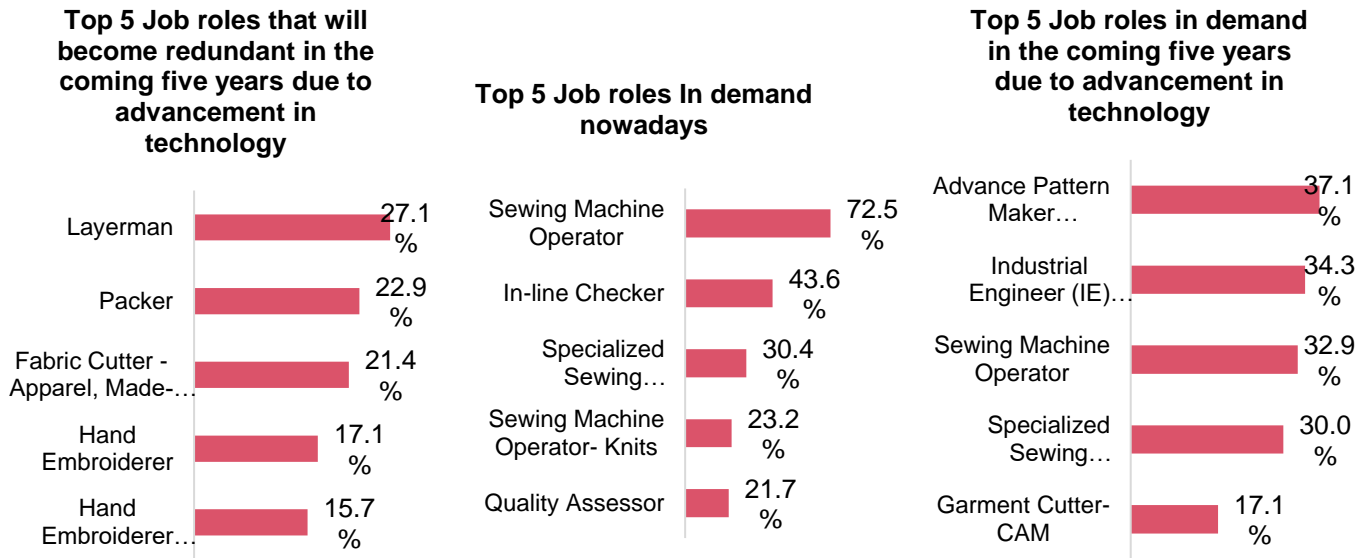 Top 5 Job roles that will
become redundant in the
coming five years due to
advancement in
technology
Layerman
27.1
%
Packer
22.9
%
Fabric Cutter -
Apparel, Made-…
21.4
%
Hand
Embroiderer
17.1
%
Hand
Embroiderer…
15.7
%
Top 5 Job roles In demand
nowadays
Sewing Machine
Operator
72.5
%
In-line Checker
43.6
%
Specialized
Sewing…
30.4
%
Sewing Machine
Operator- Knits
23.2
%
Quality Assessor
21.7
%
Top 5 Job roles in demand
in the coming five years
due to advancement in
technology
Advance Pattern
Maker…
37.1
%
Industrial
Engineer (IE)…
34.3
%
Sewing Machine
Operator
32.9
%
Specialized
Sewing…
30.0
%
Garment Cutter-
CAM
17.1
%